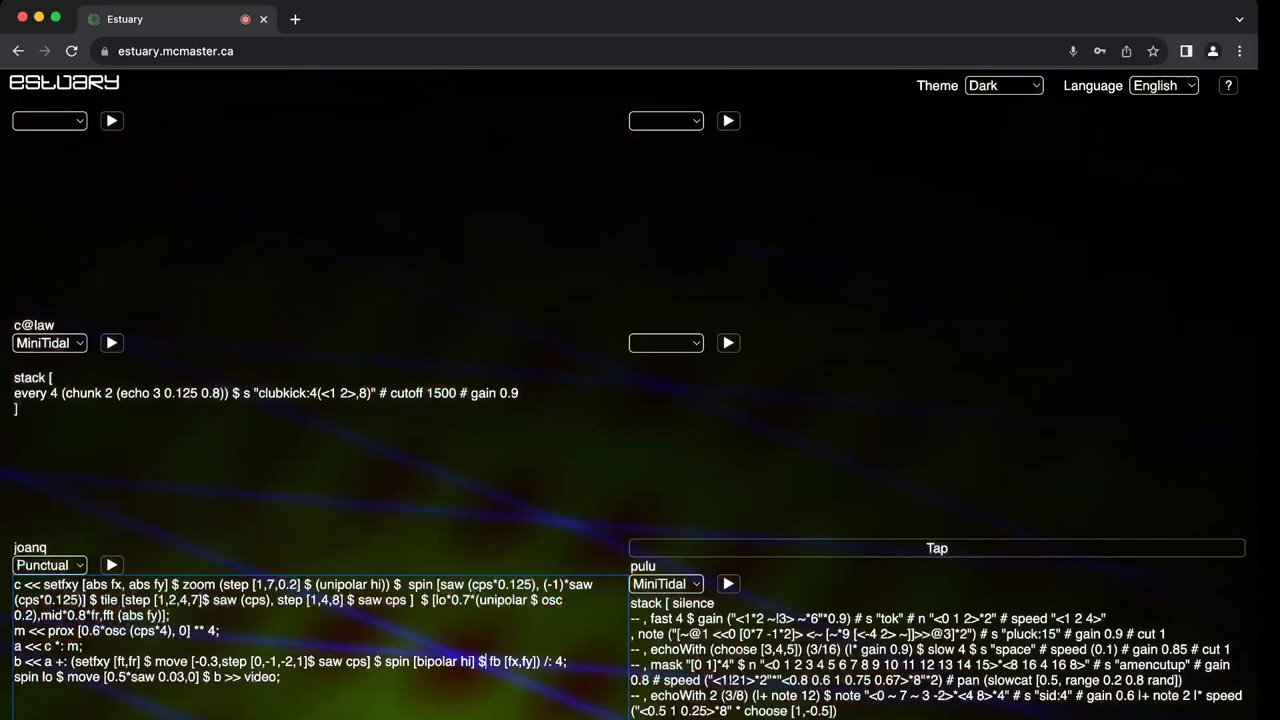 Estuary
estuary.mcmaster.ca
ESTUARY
Theme Dark Language English ?
c@law
MiniTidal
stack [
every 4 (chunk 2 (echo 3 0.125 0.8)) $ s "clubkick:4(<1 2>,8)" # cutoff 1500 # gain 0.9
]
joanq
Punctual
c << setfxy [abs fx, abs fy] $ zoom (step [1,7,0.2] $ (unipolar hi)) $ spin [saw (cps*0.125), (-1)*saw
(cps*0.125)] $ tile [step [1,2,4,7]$ saw (cps), step [1,4,8] $ saw cps ] $ [lo*0.7*(unipolar $ osc
0.2),mid*0.8*fr,fft (abs fy)];
m << prox [0.6*osc (cps*4), 0] ** 4;
a << c *: m;
b << a +: (setfxy [ft,fr] $ move [-0.3,step [0,-1,-2,1]$ saw cps] $ spin [bipolar hi] $ fb [fx,fy]) /: 4;
spin lo $ move [0.5*saw 0.03,0] $ b >> video;
Tap
pulu
MiniTidal
stack [ silence
-- , fast 4 $ gain ("<1*2 ~!3> ~*6"*0.9) # s "tok" # n "<0 1 2>*2" # speed "<1 2 4>"
, note ("[~@1 <<0 [0*7 -1*2]> <~ [~*9 [<-4 2> ~]]>>@3]*2") # s "pluck:15" # gain 0.9 # cut 1
-- , echoWith (choose [3,4,5]) (3/16) (|* gain 0.9) $ slow 4 $ s "space" # speed (0.1) # gain 0.85 # cut 1
-- , mask "[0 1]*4" $ n "<0 1 2 3 4 5 6 7 8 9 10 11 12 13 14 15>*<8 16 4 16 8>" # s "amencutup" # gain
0.8 # speed ("<1!21>*2"*"<0.8 0.6 1 0.75 0.67>*8"*2) # pan (slowcat [0.5, range 0.2 0.8 rand])
-- , echoWith 2 (3/8) (|+ note 12) $ note "<0 ~ 7 ~ 3 -2>*<4 8>*4" # s "sid:4" # gain 0.6 |+ note 2 |* speed
("<0.5 1 0.25>*8" * choose [1,-0.5])